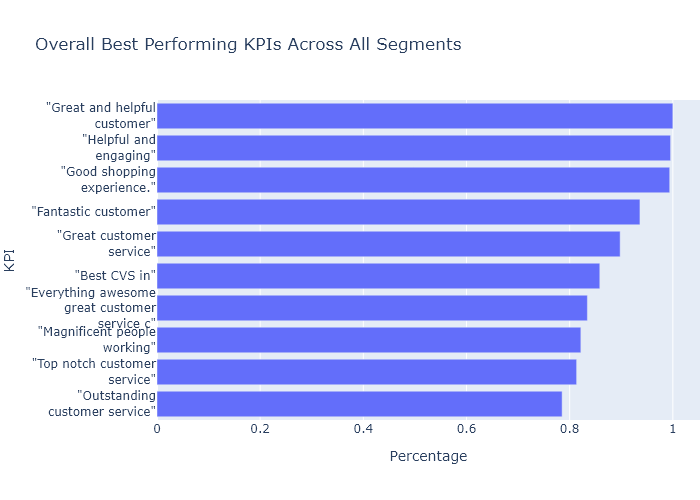 Overall Best Performing KPIs Across All Segments
"Great and helpful
customer"
"Helpful and
engaging"
"Good shopping
experience."
"Fantastic customer"
"Great customer
service"
"Best CVS in"
"Everything awesome
great customer
service c"
"Magnificent people
working"
"Top notch customer
service"
"Outstanding
customer service"
KPI
0 0.2 0.4 0.6 0.8 1
Percentage